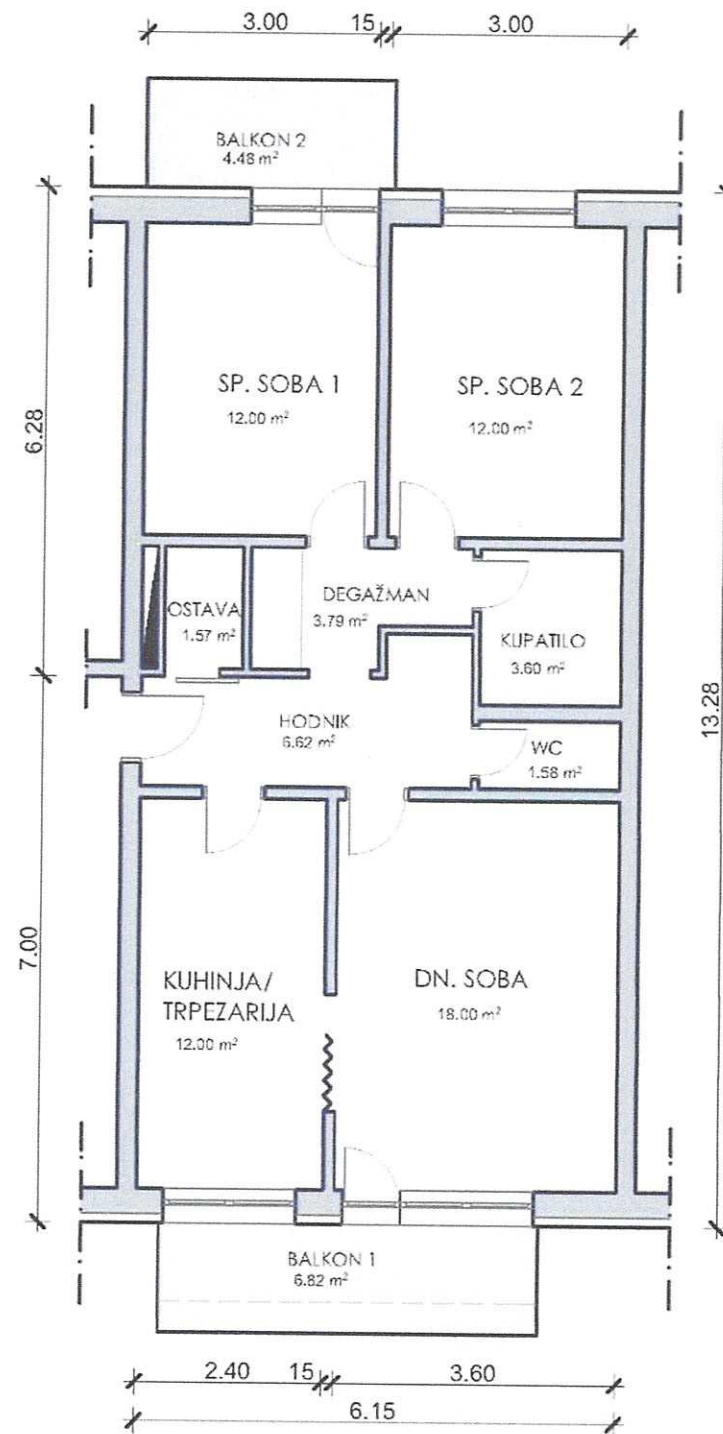 3.00 15 3.00
BALKON 2
4.48 m²
SP. SOBA 1
12.00 m²
SP. SOBA 2
12.00 m²
6.28
DEGAŽMAN
3.79 m²
OSTAVA
1.57 m²
KUPATILO
3.60 m²
13.28
HODNIK
6.62 m²
WC
1.58 m²
7.00
KUHINJA/
TRPEZARIJA
12.00 m²
DN. SOBA
18.00 m²
BALKON 1
6.82 m²
2.40 15 3.60
6.15